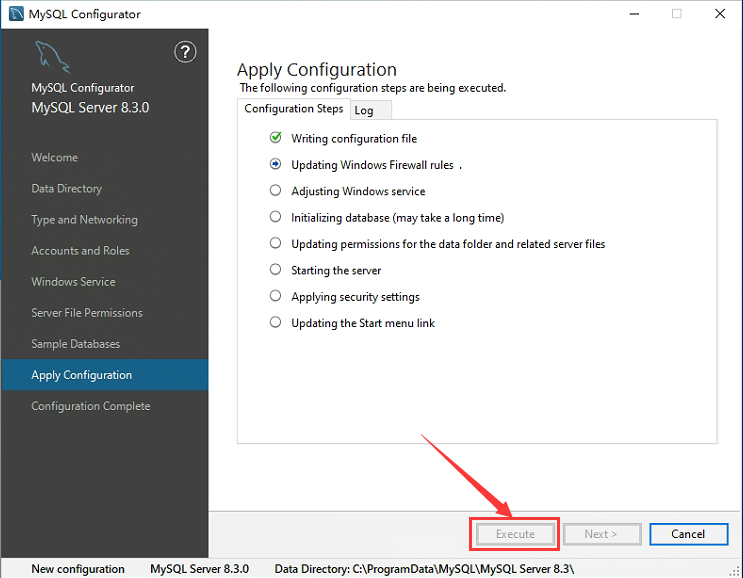 MySQL Configurator
?
MySQL Configurator
MySQL Server 8.3.0
Welcome
Data Directory
Type and Networking
Accounts and Roles
Windows Service
Server File Permissions
Sample Databases
Apply Configuration
Configuration Complete
Apply Configuration
The following configuration steps are being executed.
Configuration Steps Log
Writing configuration file
Updating Windows Firewall rules .
Adjusting Windows service
Initializing database (may take a long time)
Updating permissions for the data folder and related server files
Starting the server
Applying security settings
Updating the Start menu link
Execute Next > Cancel
New configuration MySQL Server 8.3.0 Data Directory: C:\ProgramData\MySQL\MySQL Server 8.3\